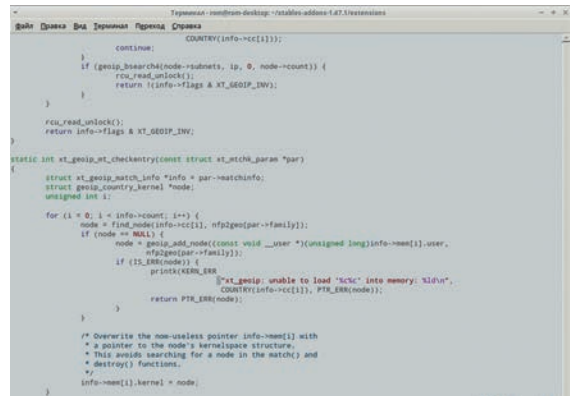 Терминал - rom@rom-desktop: ~/xtables-addons-1.47.1/extensions
Файл Правка Вид Терминал Переход Справка
COUNTRY(info->cc[i]));
continue;
}
if (geoip_bsearch4(node->subnets, ip, 0, node->count)) {
rcu_read_unlock();
return !(info->flags & XT_GEOIP_INV);
}
}
rcu_read_unlock();
return info->flags & XT_GEOIP_INV;
}
static int xt_geoip_mt_checkentry(const struct xt_mtchk_param *par)
{
struct xt_geoip_match_info *info = par->matchinfo;
struct geoip_country_kernel *node;
unsigned int i;
for (i = 0; i < info->count; i++) {
node = find_node(info->cc[i], nfp2geo[par->family]);
if (node == NULL) {
node = geoip_add_node((const void __user *)(unsigned long)info->mem[i].user,
nfp2geo[par->family]);
if (IS_ERR(node)) {
printk(KERN_ERR
"xt_geoip: unable to load '%c%c' into memory: %ld\n",
COUNTRY(info->cc[i]), PTR_ERR(node));
return PTR_ERR(node);
}
}
/* Overwrite the now-useless pointer info->mem[i] with
* a pointer to the node's kernelspace structure.
* This avoids searching for a node in the match() and
* destroy() functions.
*/
info->mem[i].kernel = node;
}